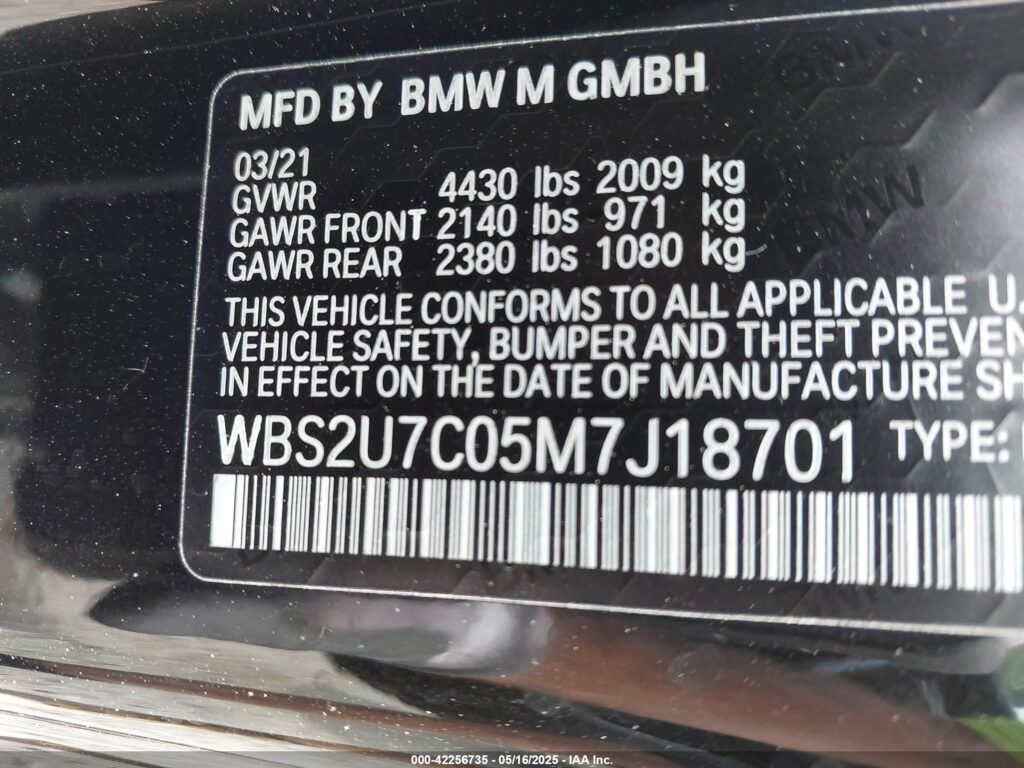 MFD BY BMW M GMBH
03/21
GVWR 4430 lbs 2009 kg
GAWR FRONT 2140 lbs 971 kg
GAWR REAR 2380 lbs 1080 kg
THIS VEHICLE CONFORMS TO ALL APPLICABLE U.
VEHICLE SAFETY, BUMPER AND THEFT PREVEN
IN EFFECT ON THE DATE OF MANUFACTURE SH
WBS2U7C05M7J18701 TYPE:
000-42256735 - 05/16/2025 - IAA Inc.